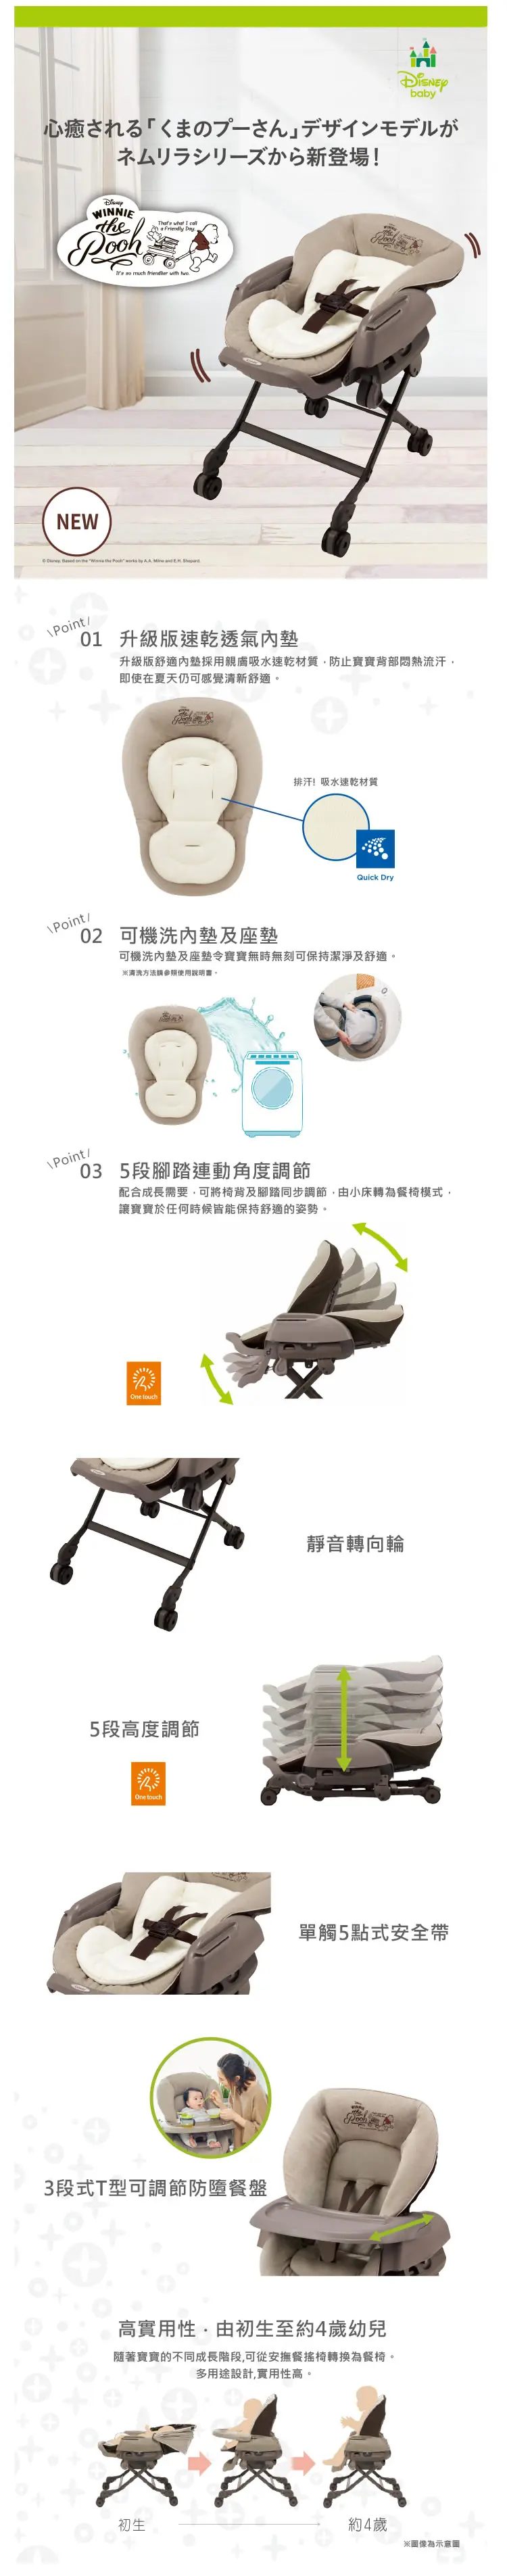 Disney
baby
心癒される「くまのプーさん」デザインモデルが
ネムリラシリーズから新登場！
Disney
WINNIE
the
Pooh
That's what I call
a Friendly Day.
It's so much friendlier with two.
NEW
© Disney. Based on the "Winnie the Pooh" works by A.A. Milne and E.H. Shepard.
\Point/
01 升級版速乾透氣內墊
升級版舒適內墊採用親膚吸水速乾材質，防止寶寶背部悶熱流汗，
即使在夏天仍可感覺清新舒適。
排汗! 吸水速乾材質
Quick Dry
\Point/
02 可機洗內墊及座墊
可機洗內墊及座墊令寶寶無時無刻可保持潔淨及舒適。
※清洗方法請參照使用說明書。
\Point/
03 5段腳踏連動角度調節
配合成長需要，可將椅背及腳踏同步調節，由小床轉為餐椅模式，
讓寶寶於任何時候皆能保持舒適的姿勢。
One touch
靜音轉向輪
5段高度調節
One touch
單觸5點式安全帶
WINNIE
the
Pooh
3段式T型可調節防墮餐盤
高實用性．由初生至約4歲幼兒
隨著寶寶的不同成長階段,可從安撫餐搖椅轉換為餐椅。
多用途設計,實用性高。
初生
約4歲
※圖像為示意圖